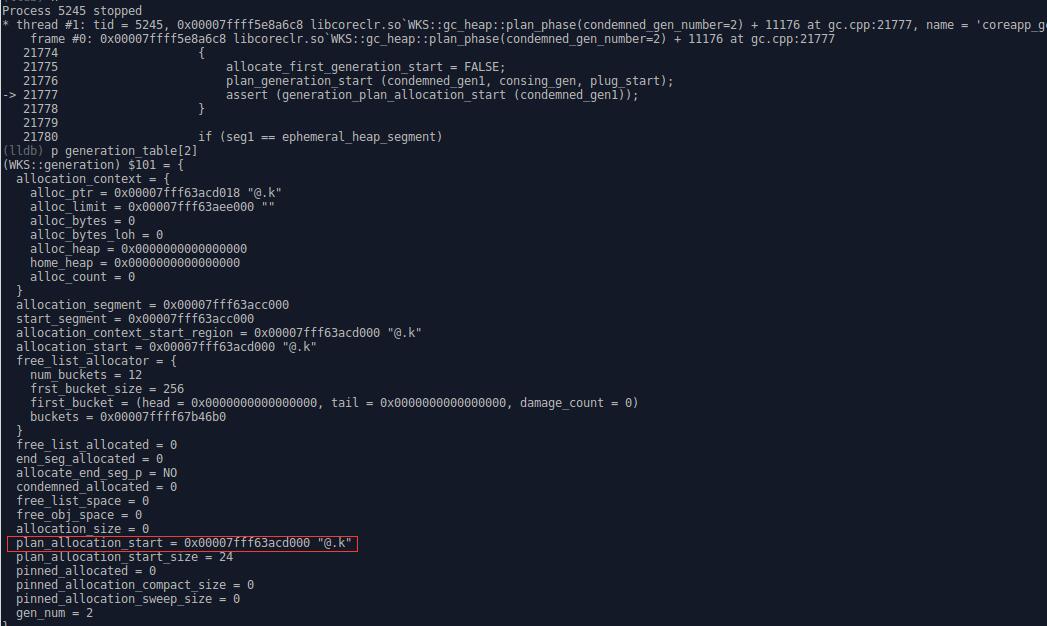 Process 5245 stopped
* thread #1: tid = 5245, 0x00007ffff5e8a6c8 libcoreclr.so`WKS::gc_heap::plan_phase(condemned_gen_number=2) + 11176 at gc.cpp:21777, name = 'coreapp_g
frame #0: 0x00007ffff5e8a6c8 libcoreclr.so`WKS::gc_heap::plan_phase(condemned_gen_number=2) + 11176 at gc.cpp:21777
21774 {
21775 allocate_first_generation_start = FALSE;
21776 plan_generation_start (condemned_gen1, consing_gen, plug_start);
-> 21777 assert (generation_plan_allocation_start (condemned_gen1));
21778 }
21779
21780 if (seg1 == ephemeral_heap_segment)
(lldb) p generation_table[2]
(WKS::generation) $101 = {
alloc_context = {
alloc_ptr = 0x00007fff63acd018 "@.k"
alloc_limit = 0x00007fff63aee000 ""
alloc_bytes = 0
alloc_bytes_loh = 0
alloc_heap = 0x0000000000000000
home_heap = 0x0000000000000000
alloc_count = 0
}
allocation_segment = 0x00007fff63acc000
start_segment = 0x00007fff63acc000
allocation_context_start_region = 0x00007fff63acd000 "@.k"
allocation_start = 0x00007fff63acd000 "@.k"
free_list_allocator = {
num_buckets = 12
frst_bucket_size = 256
first_bucket = (head = 0x0000000000000000, tail = 0x0000000000000000, damage_count = 0)
buckets = 0x00007ffff67b46b0
}
free_list_allocated = 0
end_seg_allocated = 0
allocate_end_seg_p = NO
condemned_allocated = 0
free_list_space = 0
free_obj_space = 0
allocation_size = 0
plan_allocation_start = 0x00007fff63acd000 "@.k"
plan_allocation_start_size = 24
pinned_allocated = 0
pinned_allocation_compact_size = 0
pinned_allocation_sweep_size = 0
gen_num = 2
}